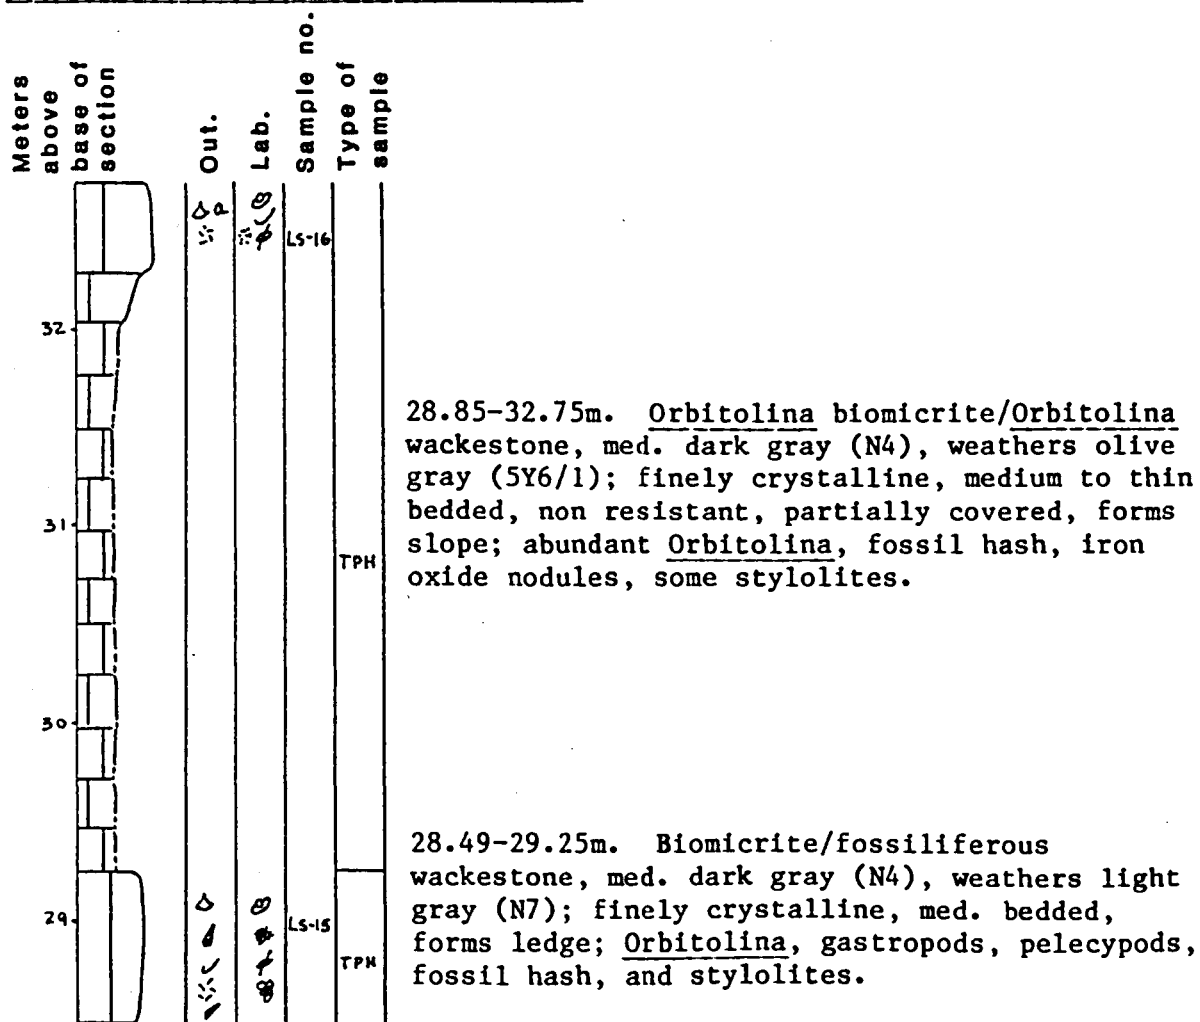 Meters
above
base of
section
Out.
Lab.
Sample no.
Type of
sample
LS-16
32
28.85-32.75m. Orbitolina biomicrite/Orbitolina
wackestone, med. dark gray (N4), weathers olive
gray (5Y6/1); finely crystalline, medium to thin
bedded, non resistant, partially covered, forms
slope; abundant Orbitolina, fossil hash, iron
oxide nodules, some stylolites.
31
TPH
30
28.49-29.25m. Biomicrite/fossiliferous
wackestone, med. dark gray (N4), weathers light
gray (N7); finely crystalline, med. bedded,
forms ledge; Orbitolina, gastropods, pelecypods,
fossil hash, and stylolites.
29
LS-15
TPH